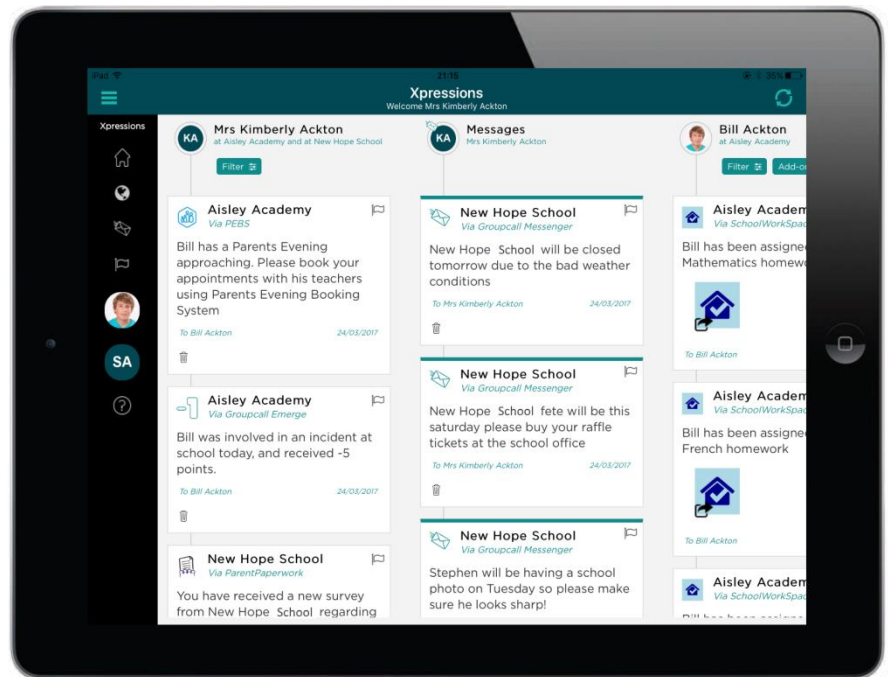 iPad
21:15
35%
Xpressions
Welcome Mrs Kimberly Ackton
Xpressions
SA
KA
Mrs Kimberly Ackton
at Aisley Academy and at New Hope School
Filter
Aisley Academy
Via PEBS
Bill has a Parents Evening
approaching. Please book your
appointments with his teachers
using Parents Evening Booking
System
To Bill Ackton 24/03/2017
Aisley Academy
Via Groupcall Emerge
Bill was involved in an incident at
school today, and received -5
points.
To Bill Ackton 24/03/2017
New Hope School
Via ParentPaperwork
You have received a new survey
from New Hope School regarding
KA
Messages
Mrs Kimberly Ackton
New Hope School
Via Groupcall Messenger
New Hope School will be closed
tomorrow due to the bad weather
conditions
To Mrs Kimberly Ackton 24/03/2017
New Hope School
Via Groupcall Messenger
New Hope School fete will be this
saturday please buy your raffle
tickets at the school office
To Mrs Kimberly Ackton 24/03/2017
New Hope School
Via Groupcall Messenger
Stephen will be having a school
photo on Tuesday so please make
sure he looks sharp!
Bill Ackton
at Aisley Academy
Filter Add-o
Aisley Academ
Via SchoolWorkSpac
Bill has been assigne
Mathematics homew
To Bill Ackton
Aisley Academ
Via SchoolWorkSpac
Bill has been assigne
French homework
To Bill Ackton
Aisley Academ
Via SchoolWorkSpac